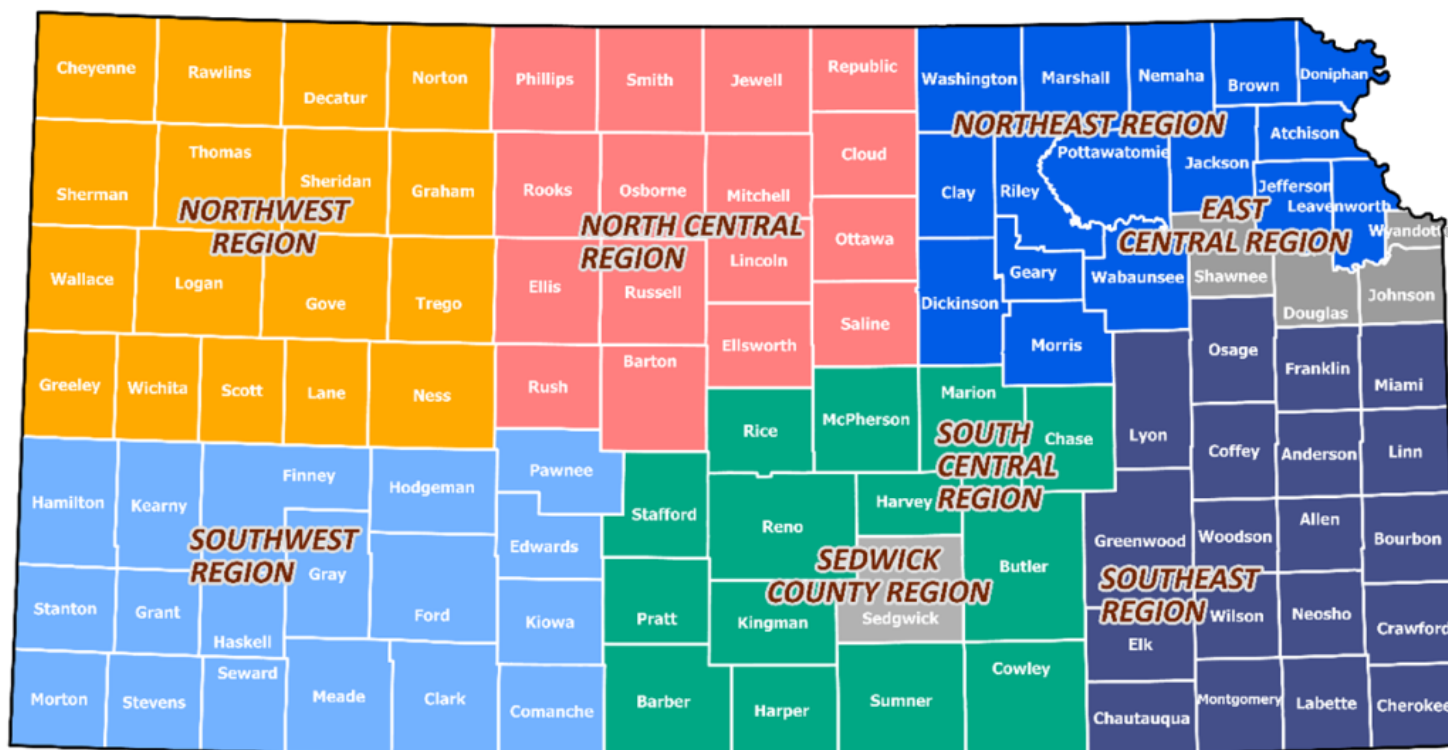 Cheyenne
Rawlins
Decatur
Norton
Phillips
Smith
Jewell
Republic
Washington
Marshall
Nemaha
Brown
Doniphan
NORTHEAST REGION
Sherman
Thomas
Sheridan
Graham
Rooks
Osborne
Mitchell
Cloud
Clay
Riley
Pottawatomie
Jackson
Atchison
Jefferson
Leavenworth
NORTHWEST
REGION
NORTH CENTRAL
REGION
EAST
CENTRAL REGION
Wyandott
Wallace
Logan
Gove
Trego
Ellis
Russell
Lincoln
Ottawa
Dickinson
Geary
Wabaunsee
Shawnee
Douglas
Johnson
Greeley
Wichita
Scott
Lane
Ness
Rush
Barton
Ellsworth
Saline
Morris
Osage
Franklin
Miami
Rice
McPherson
Marion
Chase
Lyon
Coffey
Anderson
Linn
SOUTH
CENTRAL
REGION
Hamilton
Kearny
Finney
Hodgeman
Pawnee
Stafford
Reno
Harvey
Edwards
SOUTHWEST
REGION
SEDWICK
COUNTY REGION
Butler
Greenwood
Woodson
Allen
Bourbon
SOUTHEAST
REGION
Stanton
Grant
Haskell
Gray
Ford
Kiowa
Pratt
Kingman
Sedgwick
Elk
Wilson
Neosho
Crawford
Morton
Stevens
Seward
Meade
Clark
Comanche
Barber
Harper
Sumner
Cowley
Chautauqua
Montgomery
Labette
Cherokee